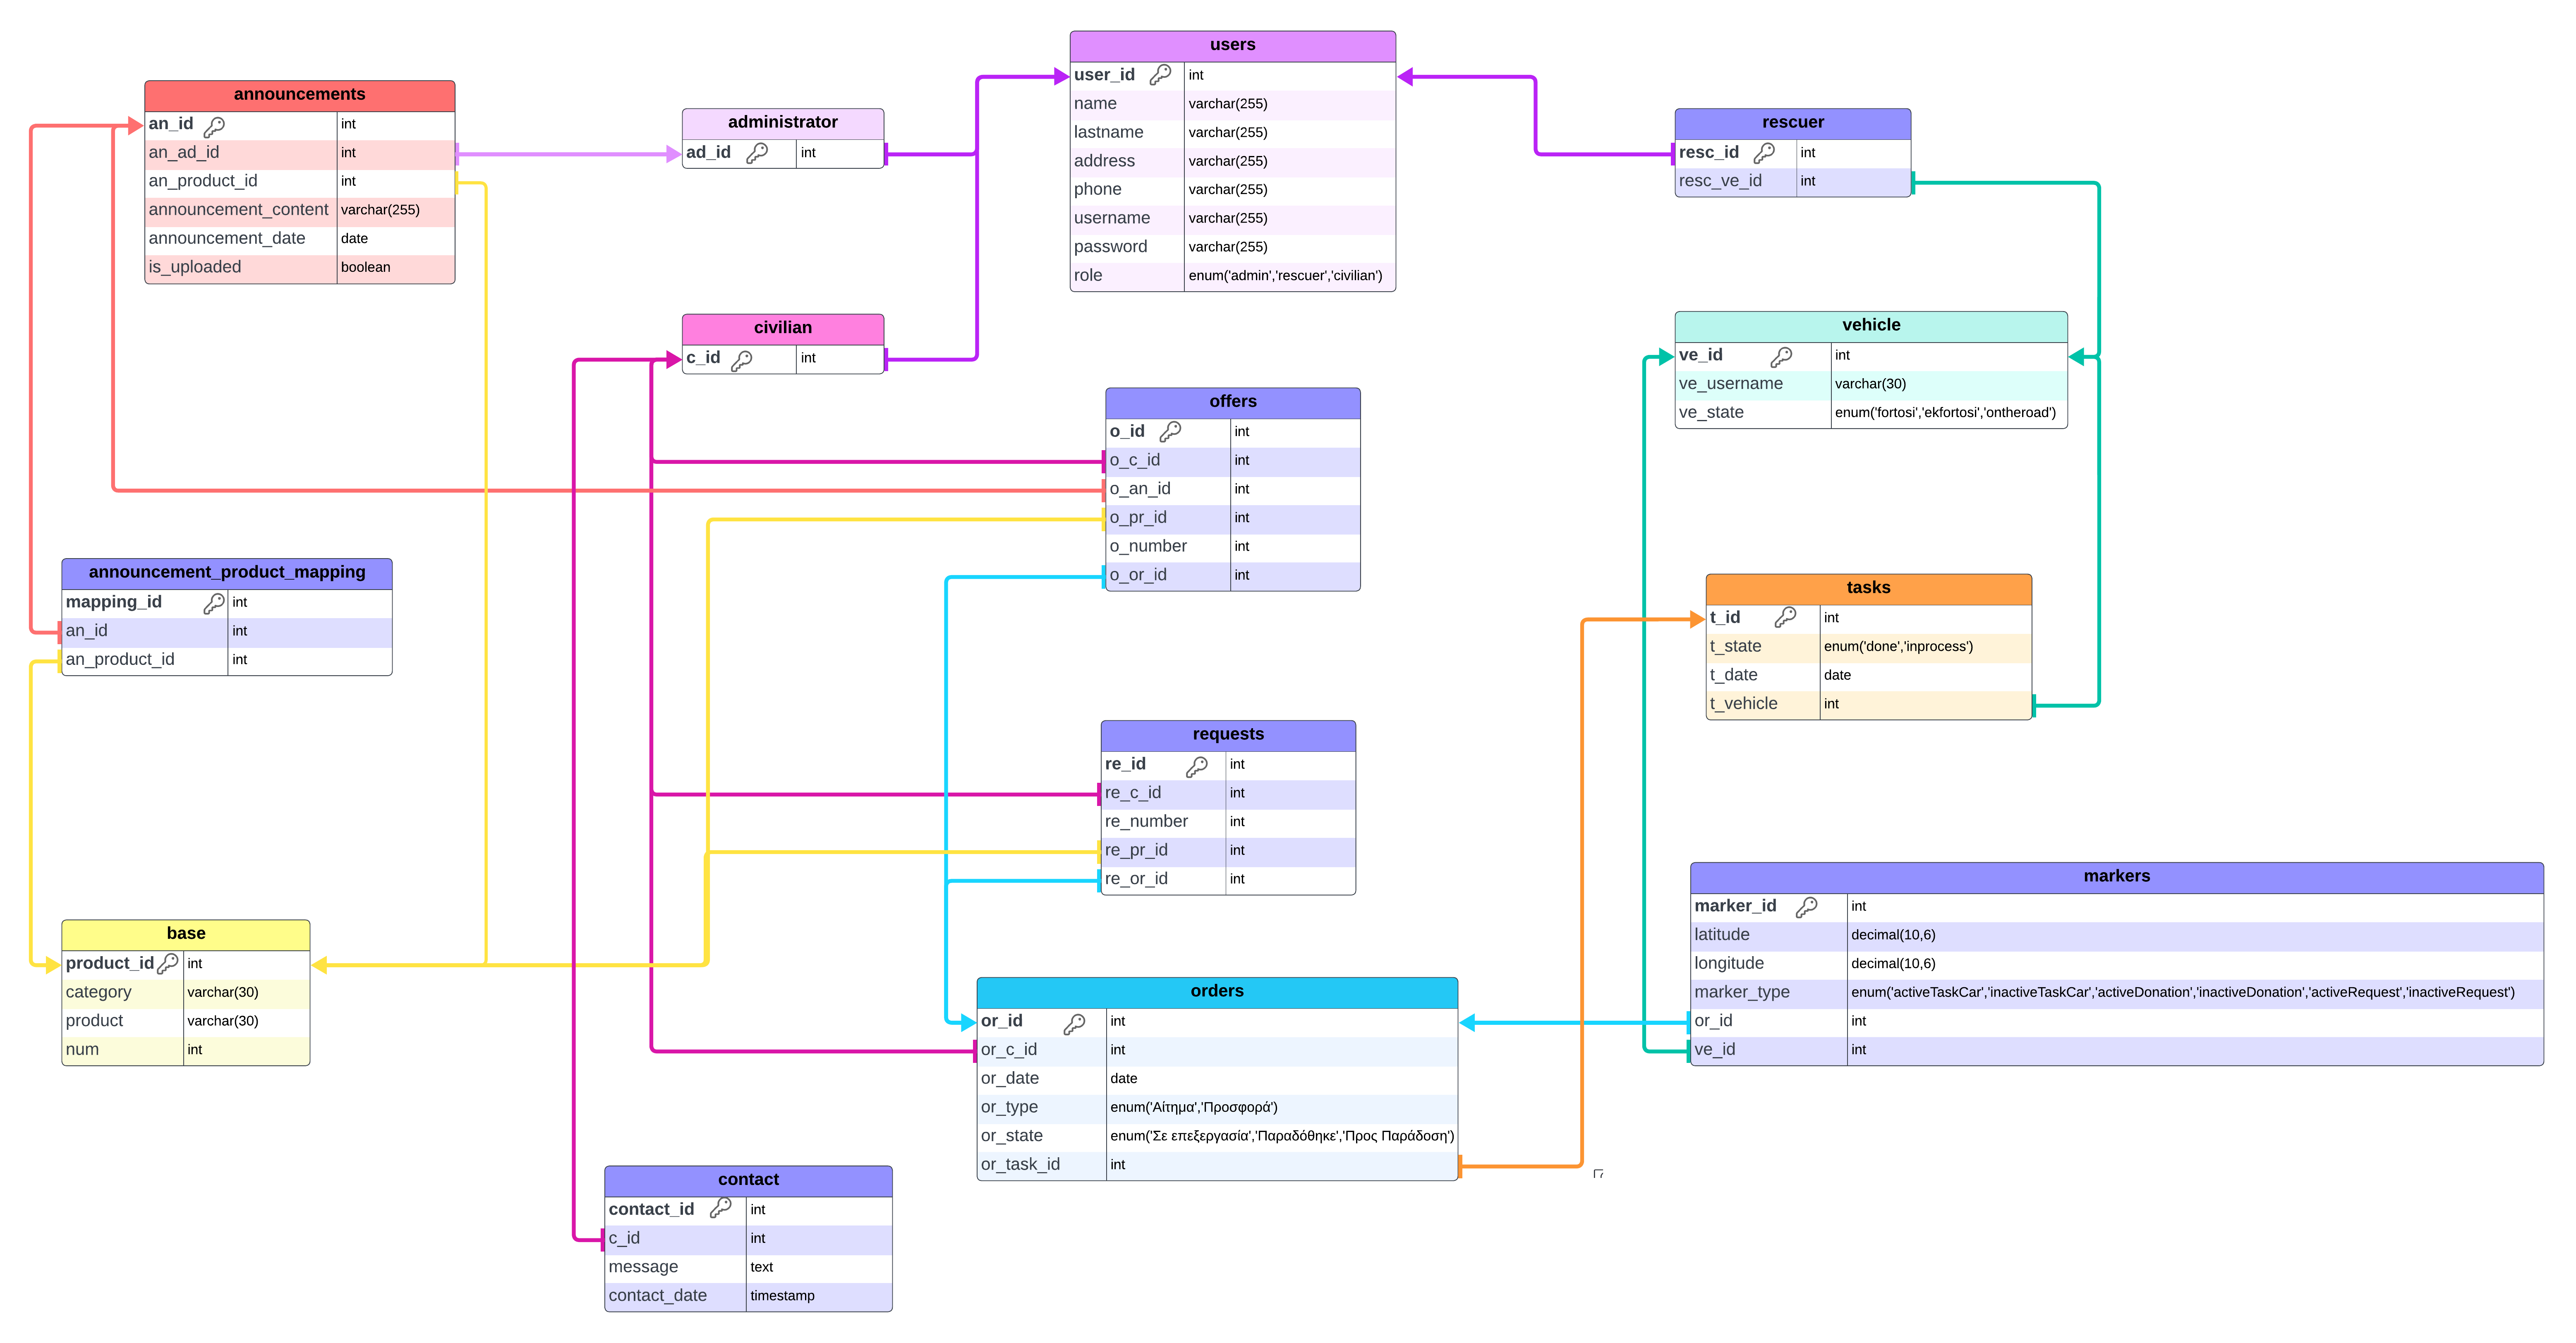 users
user_id int
name varchar(255)
lastname varchar(255)
address varchar(255)
phone varchar(255)
username varchar(255)
password varchar(255)
role enum('admin','rescuer','civilian')
announcements
an_id int
an_ad_id int
an_product_id int
announcement_content varchar(255)
announcement_date date
is_uploaded boolean
administrator
ad_id int
rescuer
resc_id int
resc_ve_id int
civilian
c_id int
vehicle
ve_id int
ve_username varchar(30)
ve_state enum('fortosi','ekfortosi','ontheroad')
offers
o_id int
o_c_id int
o_an_id int
o_pr_id int
o_number int
o_or_id int
announcement_product_mapping
mapping_id int
an_id int
an_product_id int
tasks
t_id int
t_state enum('done','inprocess')
t_date date
t_vehicle int
requests
re_id int
re_c_id int
re_number int
re_pr_id int
re_or_id int
markers
marker_id int
latitude decimal(10,6)
longitude decimal(10,6)
marker_type enum('activeTaskCar','inactiveTaskCar','activeDonation','inactiveDonation','activeRequest','inactiveRequest')
or_id int
ve_id int
base
product_id int
category varchar(30)
product varchar(30)
num int
orders
or_id int
or_c_id int
or_date date
or_type enum('Αίτημα','Προσφορά')
or_state enum('Σε επεξεργασία','Παραδόθηκε','Προς Παράδοση')
or_task_id int
contact
contact_id int
c_id int
message text
contact_date timestamp